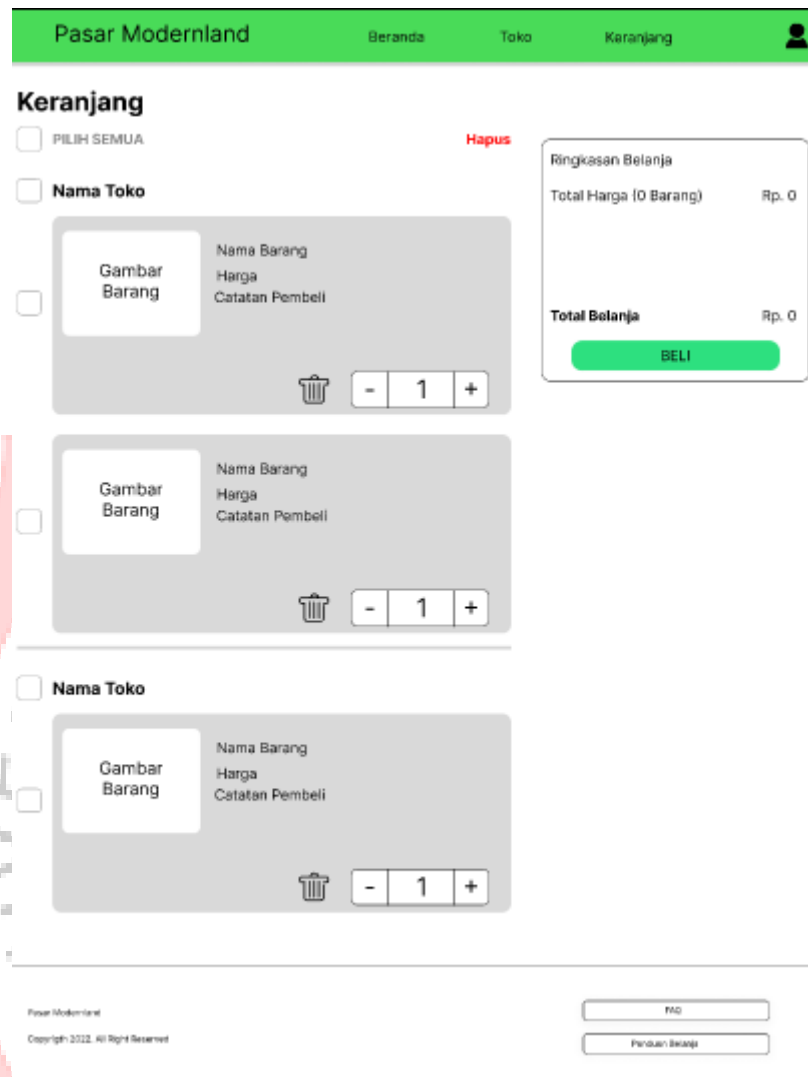 Pasar Modernland
Beranda Toko Keranjang
Keranjang
PILIH SEMUA Hapus
Nama Toko
Gambar
Barang
Nama Barang
Harga
Catatan Pembeli
- 1 +
Gambar
Barang
Nama Barang
Harga
Catatan Pembeli
- 1 +
Nama Toko
Gambar
Barang
Nama Barang
Harga
Catatan Pembeli
- 1 +
Ringkasan Belanja
Total Harga (0 Barang) Rp. 0
Total Belanja Rp. 0
BELI
Pasar Modernland
Copyrigth 2022. All Right Reserved
FAQ
Panduan Belanja